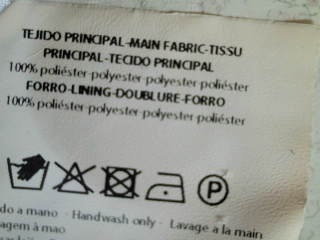 TEJIDO PRINCIPAL-MAIN FABRIC-TISSU
PRINCIPAL-TECIDO PRINCIPAL
100% poliéster-polyester-polyester-poliéster
FORRO-LINING-DOUBLURE-FORRO
100% poliéster-polyester-polyester-poliéster
P
do a mano · Handwash only · Lavage a la main
agem à mao